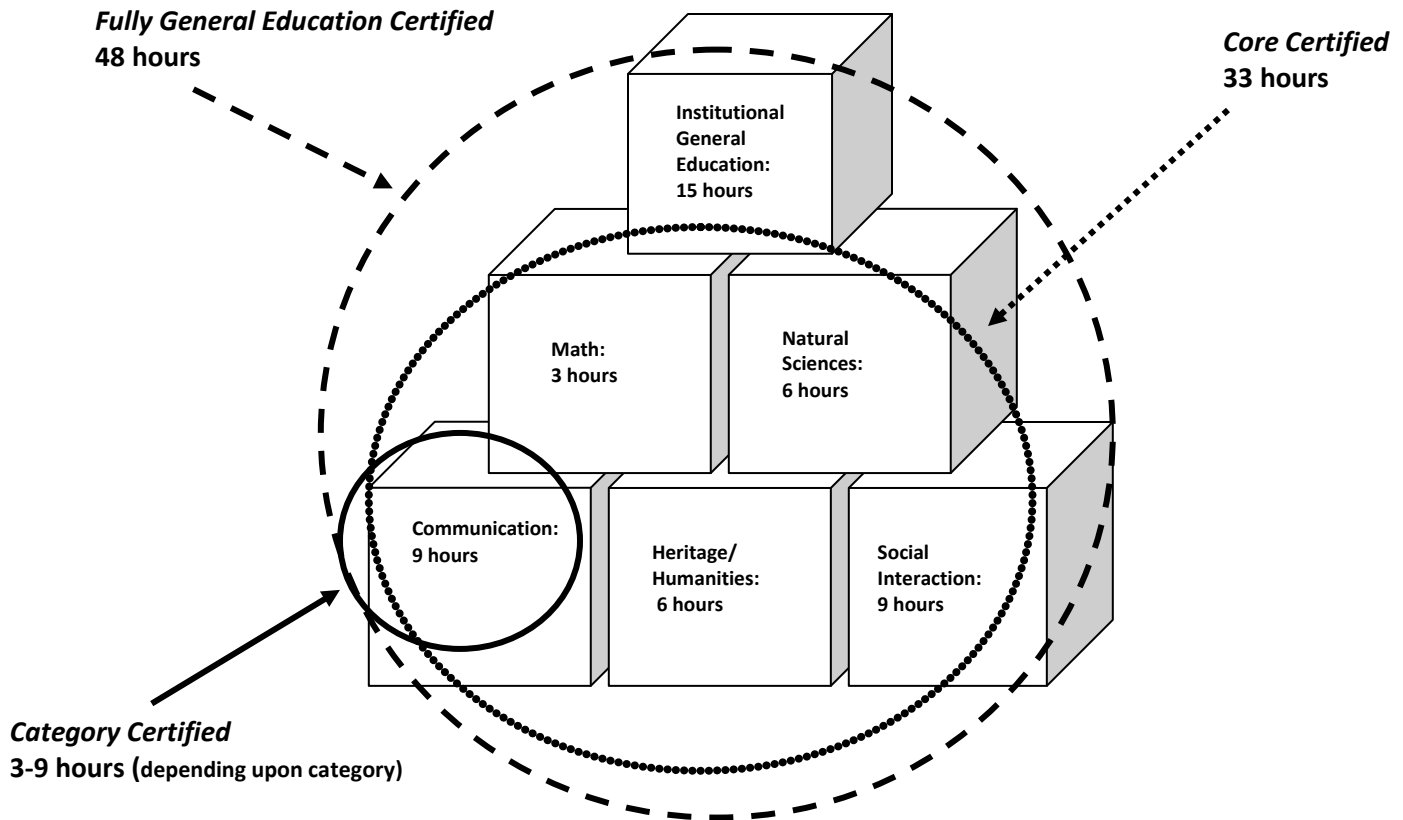 Fully General Education Certified
48 hours
Core Certified
33 hours
Institutional
General
Education:
15 hours
Math:
3 hours
Natural
Sciences:
6 hours
Communication:
9 hours
Heritage/
Humanities:
6 hours
Social
Interaction:
9 hours
Category Certified
3-9 hours (depending upon category)